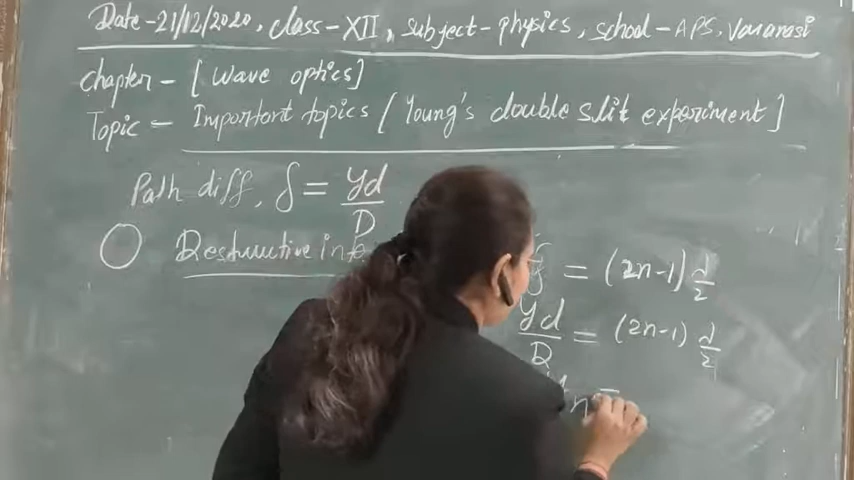 Date-21/12/2020, class-XII, subject-physics, school-APS, Varanasi
chapter - [wave optics]
Topic - Important topics [Young's double slit experiment]
Path diff, δ = yd/D
Destructive
= (2n-1) λ/2
yd/D = (2n-1) λ/2